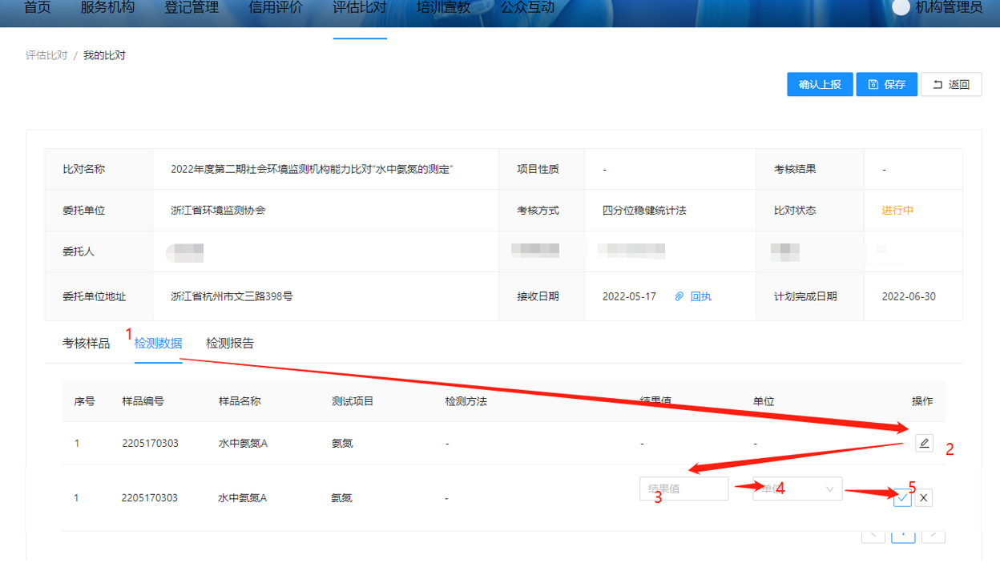 首页 服务机构 登记管理 信用评价 评估比对 培训宣教 公众互动 机构管理员
评估比对 / 我的比对
确认上报 保存 返回
比对名称 2022年度第二期社会环境监测机构能力比对“水中氨氮的测定” 项目性质 - 考核结果 -
委托单位 浙江省环境监测协会 考核方式 四分位稳健统计法 比对状态 进行中
委托人
委托单位地址 浙江省杭州市文三路398号 接收日期 2022-05-17 回执 计划完成日期 2022-06-30
考核样品 1 检测数据 检测报告
序号 样品编号 样品名称 测试项目 检测方法 结果值 单位 操作
1 2205170303 水中氨氮A 氨氮 - - - 2
1 2205170303 水中氨氮A 氨氮 - 结果值 3 单位 4 5 X